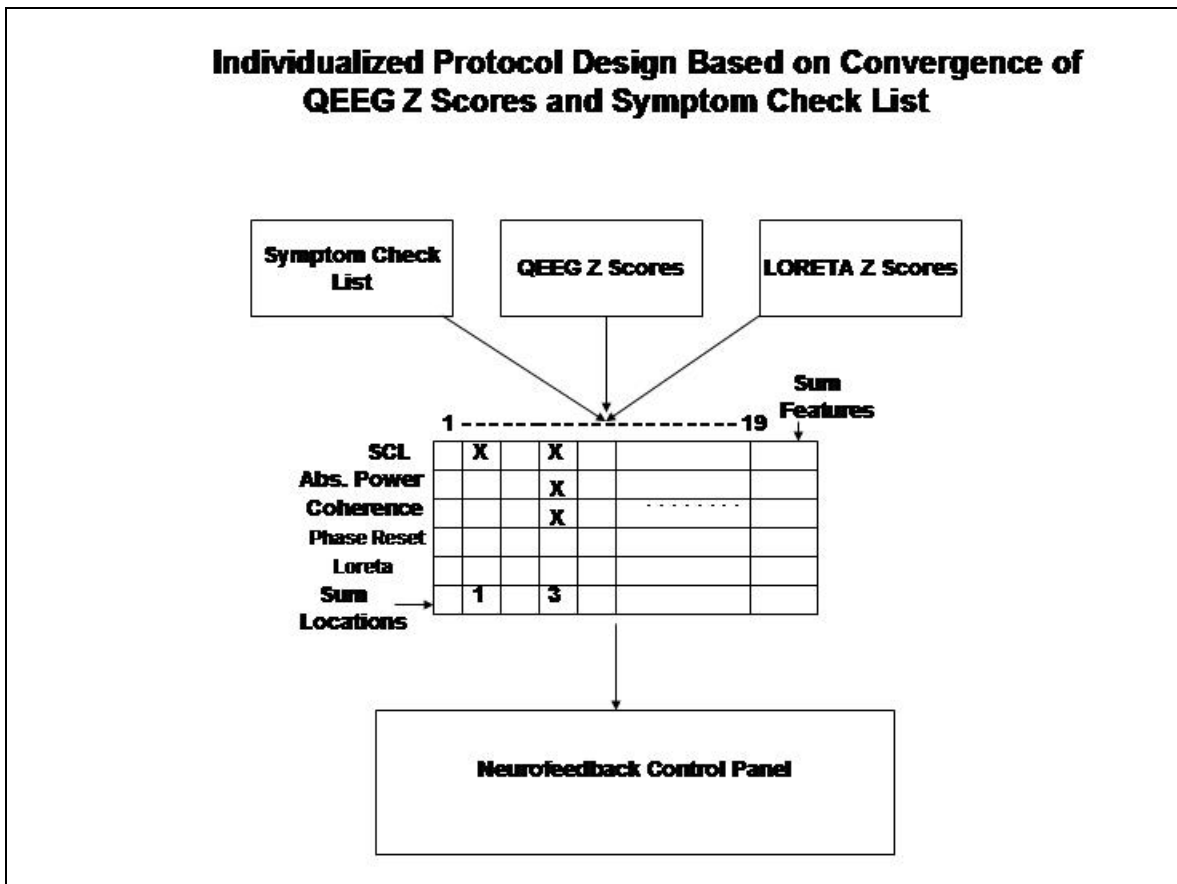 Individualized Protocol Design Based on Convergence of
QEEG Z Scores and Symptom Check List
Symptom Check
List
QEEG Z Scores
LORETA Z Scores
Sum
Features
1 - - - - - - - - - - - - - - - - - - - - - - - - 19
SCL X X
Abs. Power X
Coherence X . . . . . . . .
Phase Reset
Loreta
Sum 1 3
Locations
Neurofeedback Control Panel